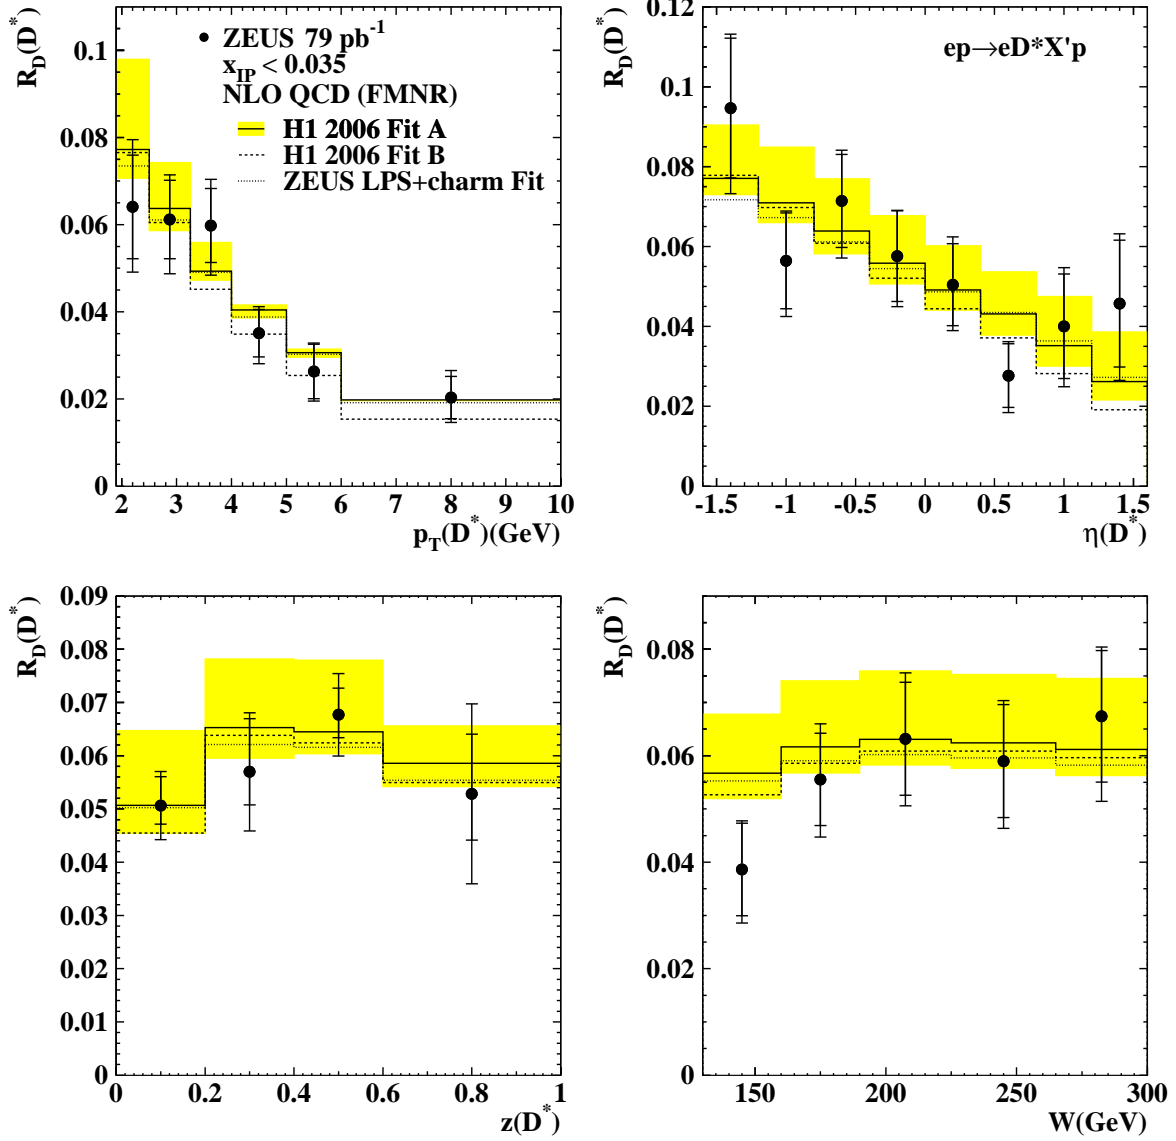 R_D(D*)
0.1
0.08
0.06
0.04
0.02
0
ZEUS 79 pb⁻¹
x_IP < 0.035
NLO QCD (FMNR)
H1 2006 Fit A
H1 2006 Fit B
ZEUS LPS+charm Fit
2 3 4 5 6 7 8 9 10
p_T(D*)(GeV)
R_D(D*)
0.12
0.1
0.08
0.06
0.04
0.02
0
ep→eD*X'p
-1.5 -1 -0.5 0 0.5 1 1.5
η(D*)
R_D(D*)
0.09
0.08
0.07
0.06
0.05
0.04
0.03
0.02
0.01
0
0 0.2 0.4 0.6 0.8 1
z(D*)
R_D(D*)
0.08
0.06
0.04
0.02
0
150 200 250 300
W(GeV)